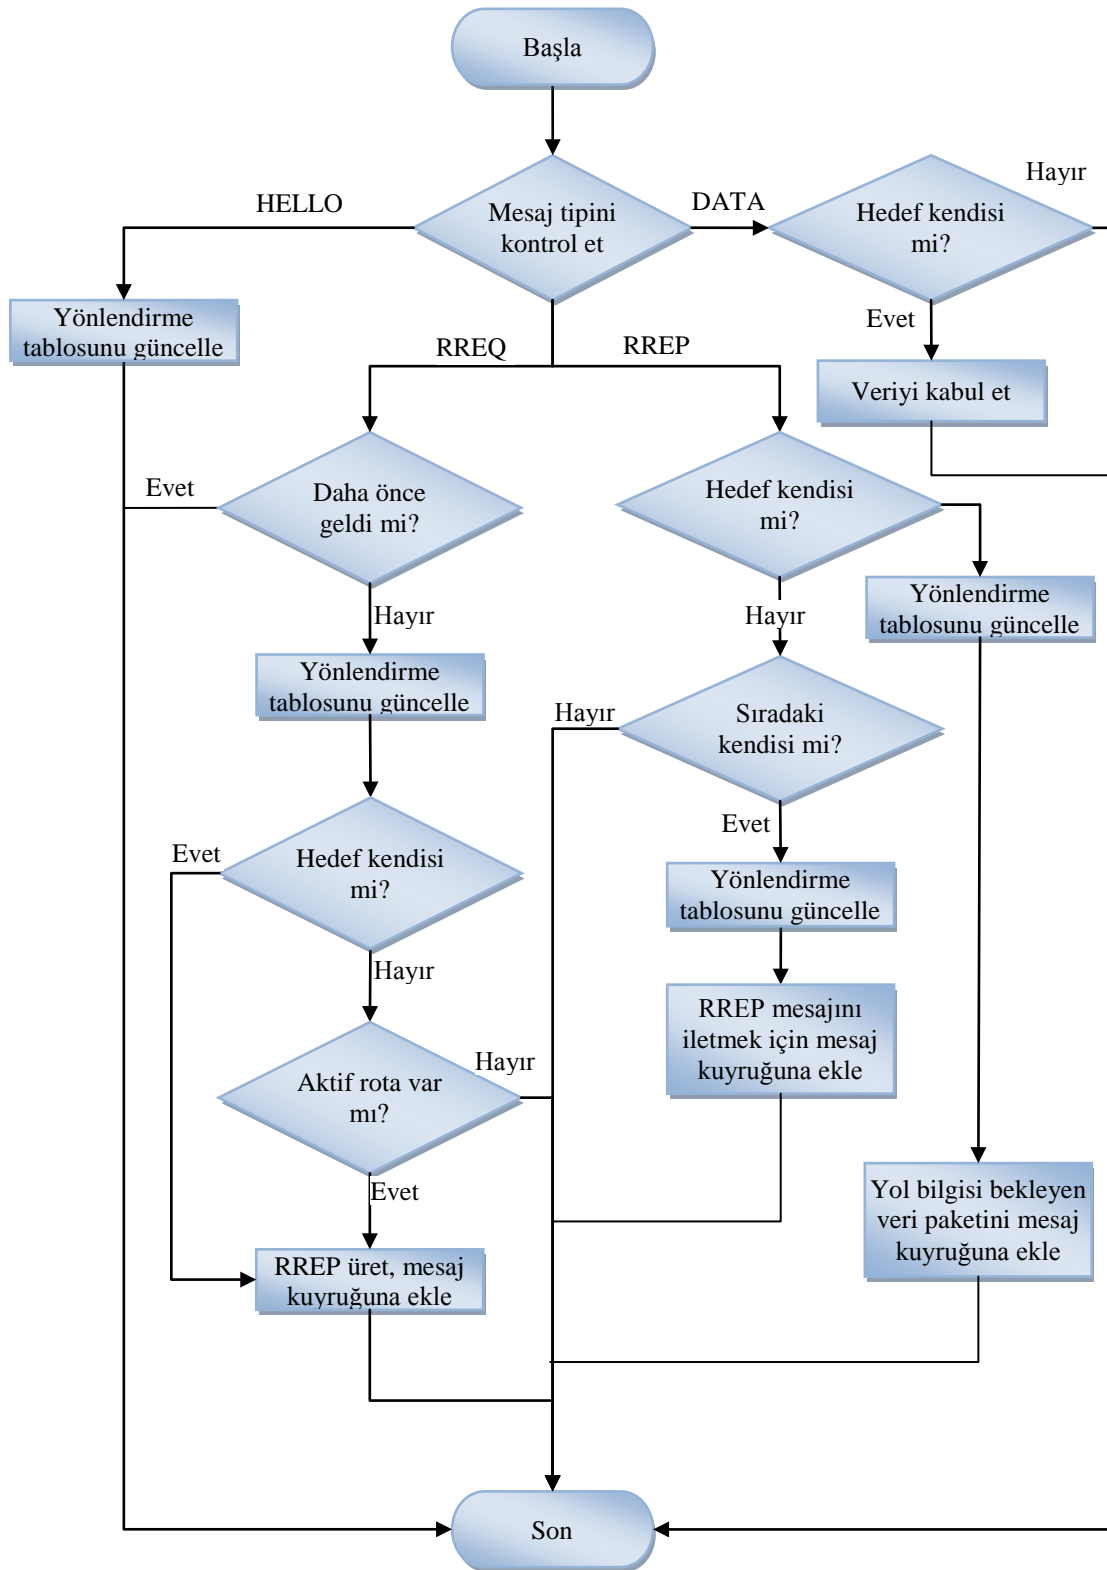 Başla
Hayır
HELLO
DATA
Mesaj tipini
kontrol et
Hedef kendisi
mi?
Yönlendirme
tablosunu güncelle
Evet
RREQ
RREP
Veriyi kabul et
Evet
Daha önce
geldi mi?
Hedef kendisi
mi?
Hayır
Hayır
Yönlendirme
tablosunu güncelle
Yönlendirme
tablosunu güncelle
Hayır
Sıradaki
kendisi mi?
Evet
Evet
Hedef kendisi
mi?
Yönlendirme
tablosunu güncelle
Hayır
RREP mesajını
iletmek için mesaj
kuyruğuna ekle
Hayır
Aktif rota var
mı?
Evet
Yol bilgisi bekleyen
veri paketini mesaj
kuyruğuna ekle
RREP üret, mesaj
kuyruğuna ekle
Son